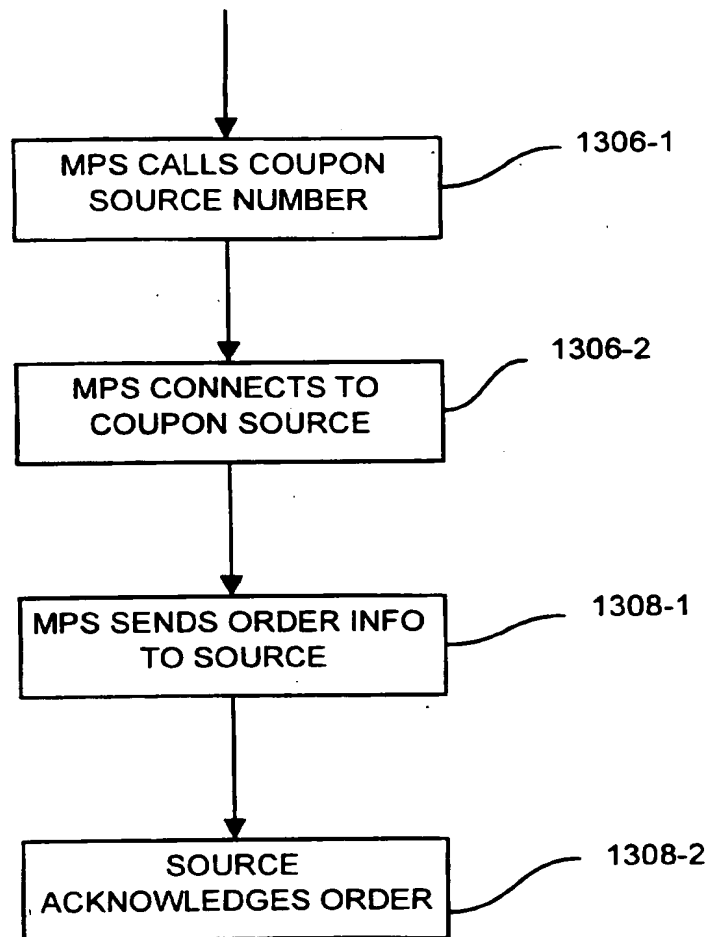 MPS CALLS COUPON
SOURCE NUMBER
1306-1
MPS CONNECTS TO
COUPON SOURCE
1306-2
MPS SENDS ORDER INFO
TO SOURCE
1308-1
SOURCE
ACKNOWLEDGES ORDER
1308-2